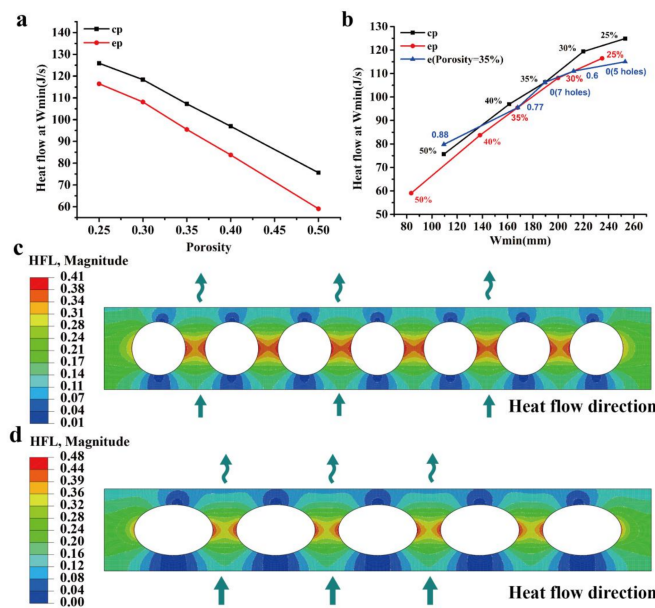 a
cp
ep
Heat flow at Wmin(J/s)
140
130
120
110
100
90
80
70
60
0.25 0.30 0.35 0.40 0.45 0.50
Porosity
b
cp
ep
e(Porosity=35%)
Heat flow at Wmin(J/s)
130
120
110
100
90
80
70
60
50
25%
30%
25%
35%
30%
0.6
0(5 holes)
0(7 holes)
40%
0.77
35%
0.88
50%
40%
50%
80 100 120 140 160 180 200 220 240 260
Wmin(mm)
c
HFL, Magnitude
0.41
0.38
0.34
0.31
0.28
0.24
0.21
0.17
0.14
0.11
0.07
0.04
0.01
Heat flow direction
d
HFL, Magnitude
0.48
0.44
0.40
0.36
0.32
0.28
0.24
0.20
0.16
0.12
0.08
0.04
0.00
Heat flow direction